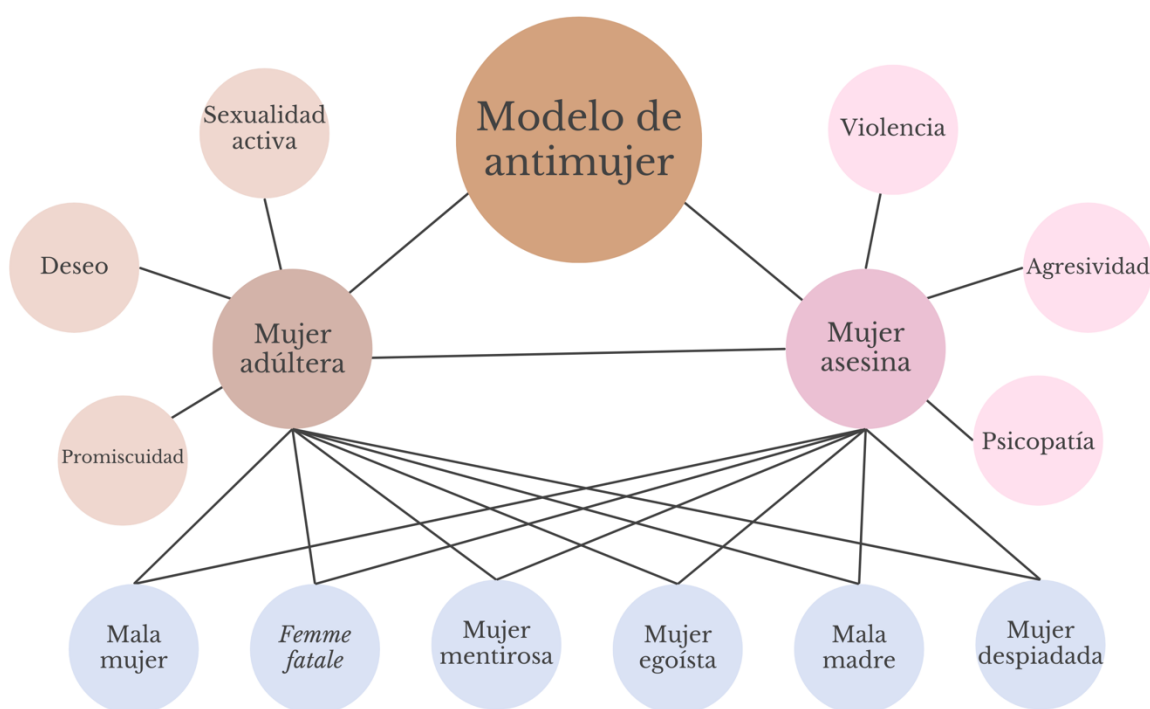 Modelo de
antimujer
Sexualidad
activa
Violencia
Deseo
Agresividad
Mujer
adúltera
Mujer
asesina
Promiscuidad
Psicopatía
Mala
mujer
Femme
fatale
Mujer
mentirosa
Mujer
egoísta
Mala
madre
Mujer
despiadada